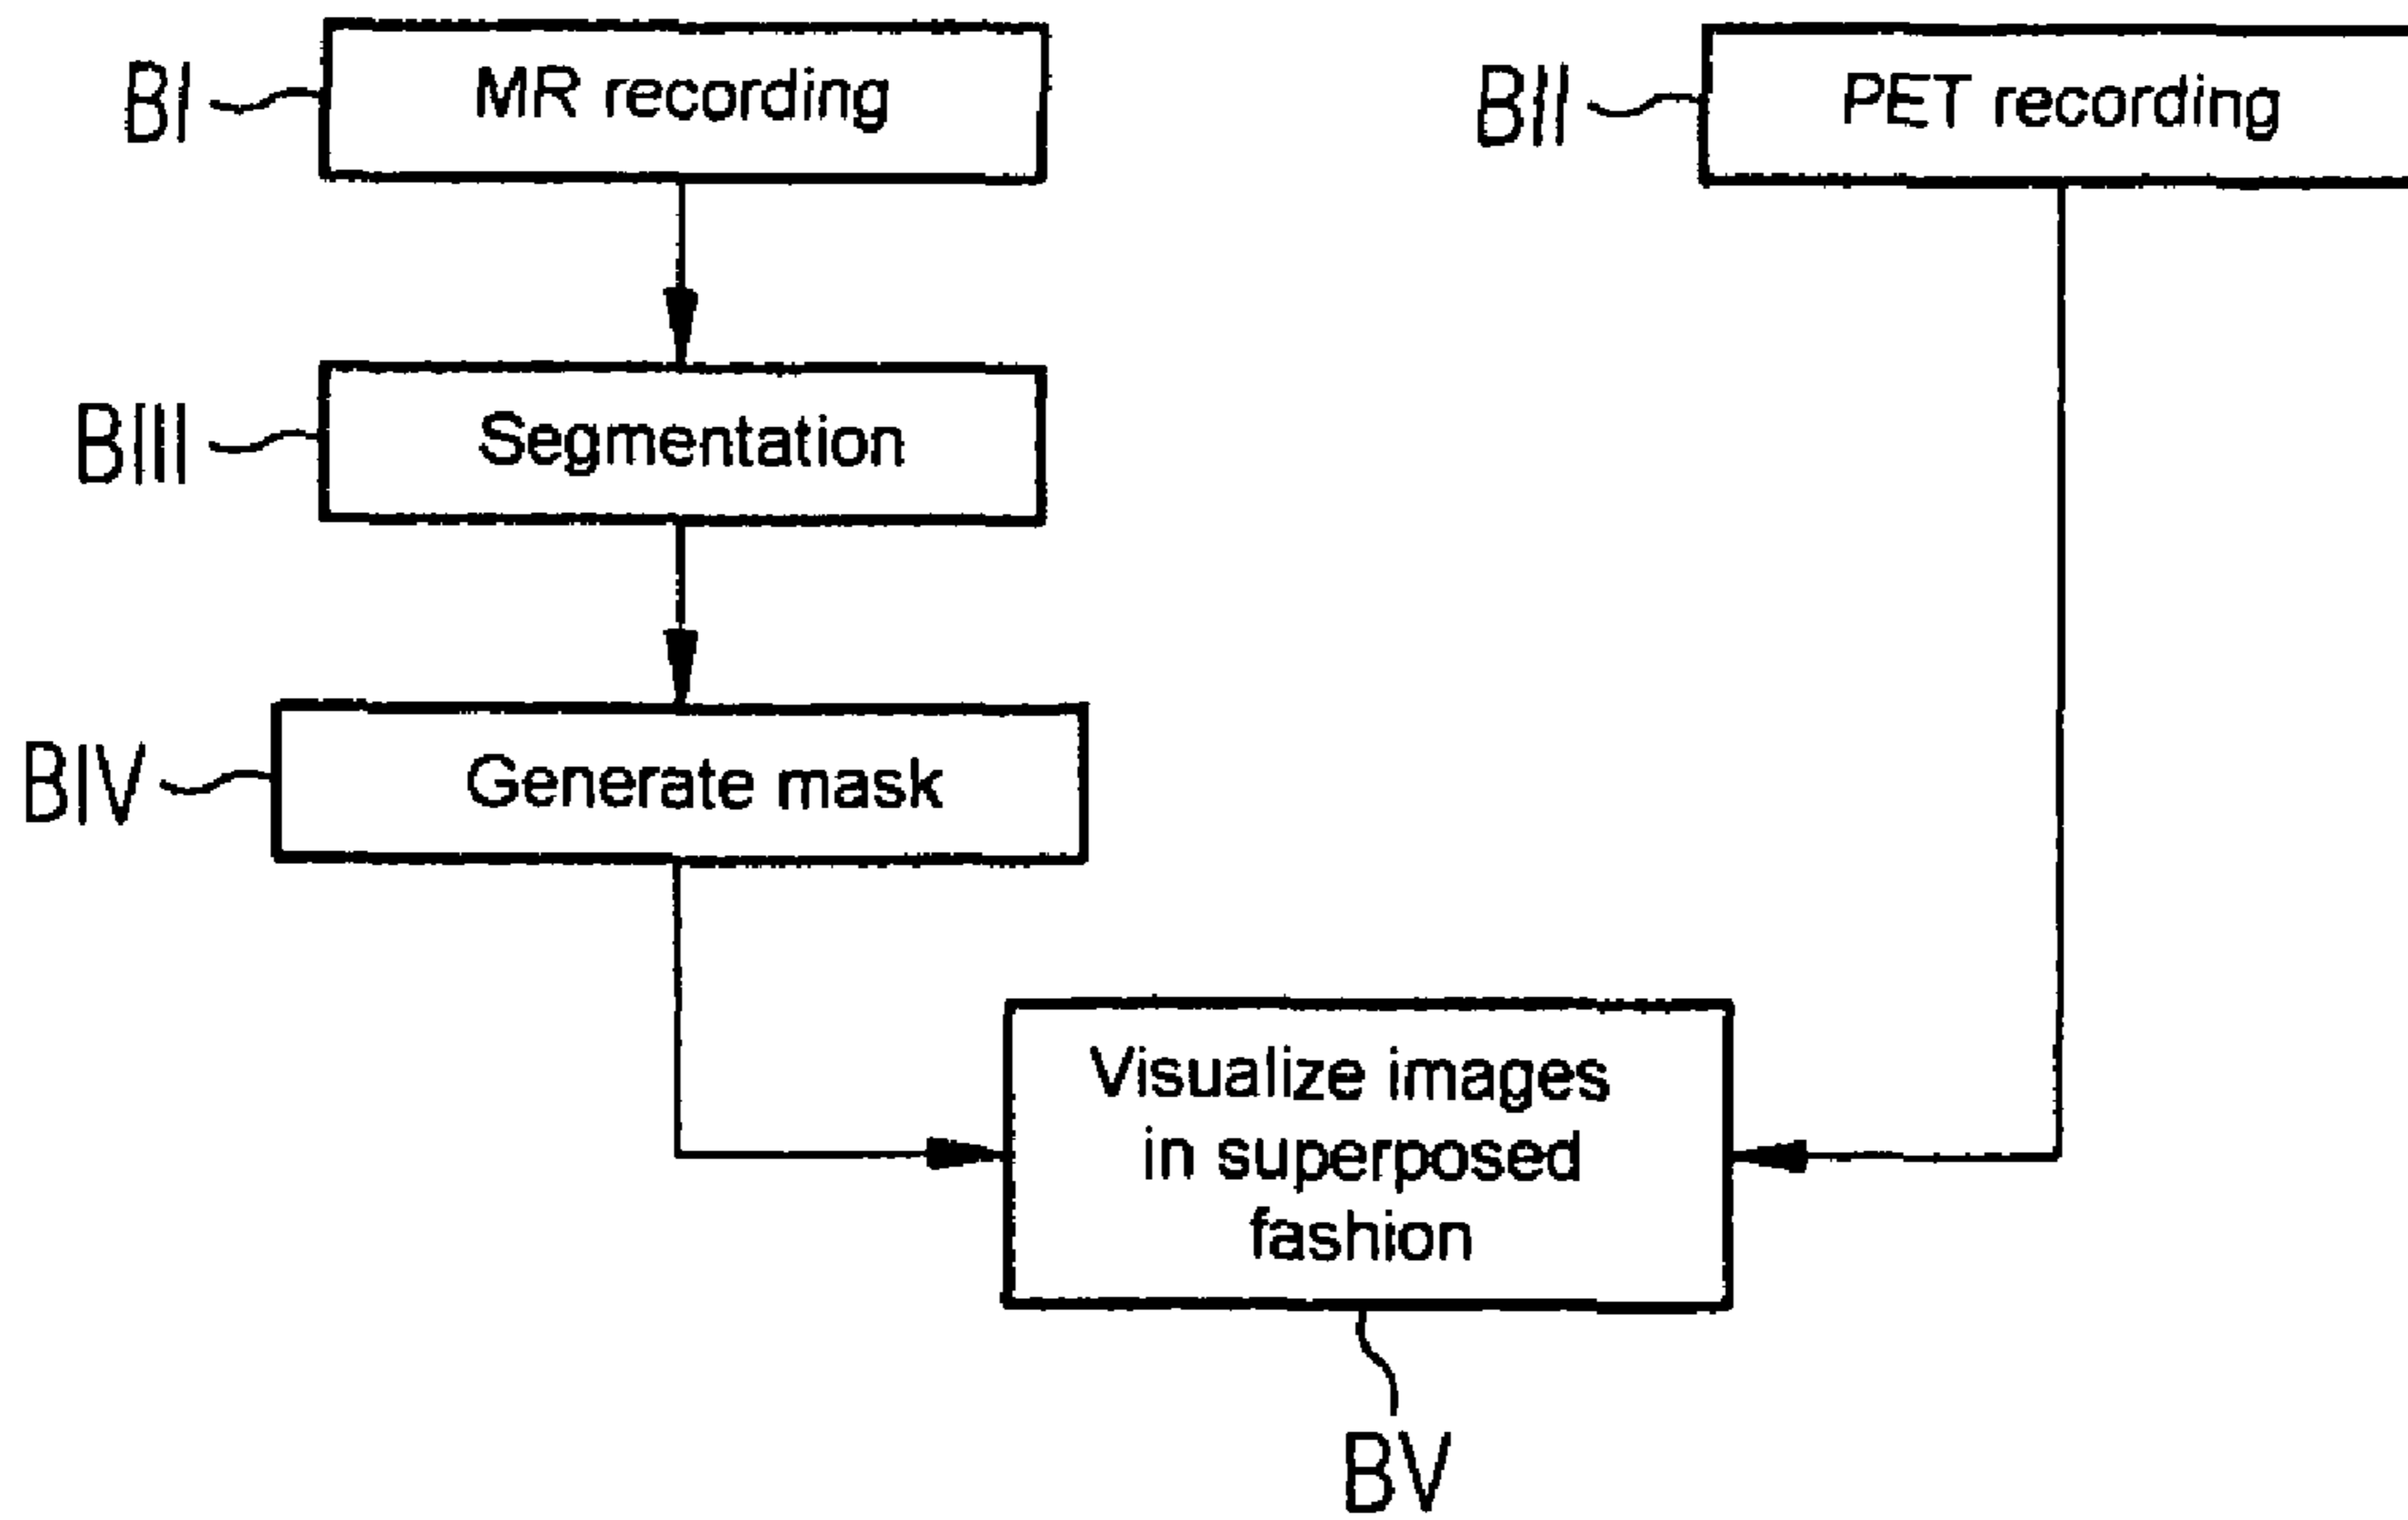 BI
MR recording
BII
PET recording
BIII
Segmentation
BIV
Generate mask
Visualize images
in superposed
fashion
BV